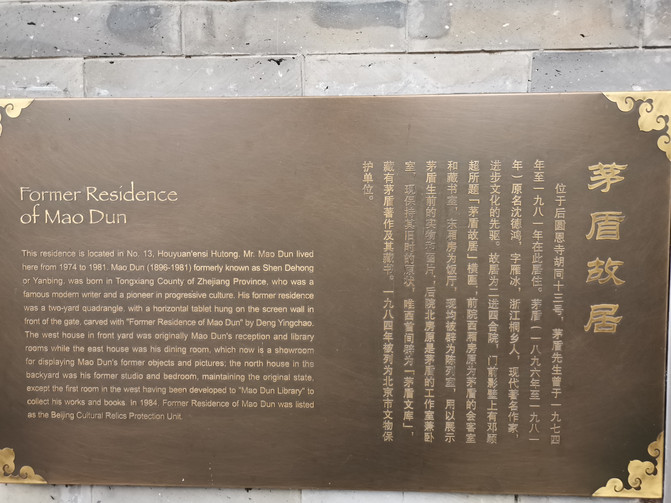 Former Residence
of Mao Dun
This residence is located in No. 13, Houyuan'ensi Hutong. Mr. Mao Dun lived
here from 1974 to 1981. Mao Dun (1896-1981) formerly known as Shen Dehong
or Yanbing, was born in Tongxiang County of Zhejiang Province, who was a
famous modern writer and a pioneer in progressive culture. His former residence
was a two-yard quadrangle, with a horizontal tablet hung on the screen wall in
front of the gate, carved with "Former Residence of Mao Dun" by Deng Yingchao.
The west house in front yard was originally Mao Dun's reception and library
rooms while the east house was his dining room, which now is a showroom
for displaying Mao Dun's former objects and pictures; the north house in the
backyard was his former studio and bedroom, maintaining the original state,
except the first room in the west having been developed to "Mao Dun Library" to
collect his works and books. In 1984, Former Residence of Mao Dun was listed
as the Beijing Cultural Relics Protection Unit.
茅盾故居
位于后圆恩寺胡同十三号，茅盾先生曾于一九七四
年至一九八一年在此居住。茅盾（一八九六年至一九八一
年）原名沈德鸿，字雁冰，浙江桐乡人，现代著名作家，
进步文化的先驱。故居为二进四合院，门前影壁上有邓颖
超所题「茅盾故居」横匾，前院西厢房原为茅盾的会客室
和藏书室，东厢房为饭厅，现均被辟为陈列室，用以展示
茅盾生前的实物和图片，后院北房原是茅盾的工作室兼卧
室，现保持其旧时的原状，唯西首间辟为「茅盾文库」，
藏有茅盾著作及其藏书。一九八四年被列为北京市文物保
护单位。